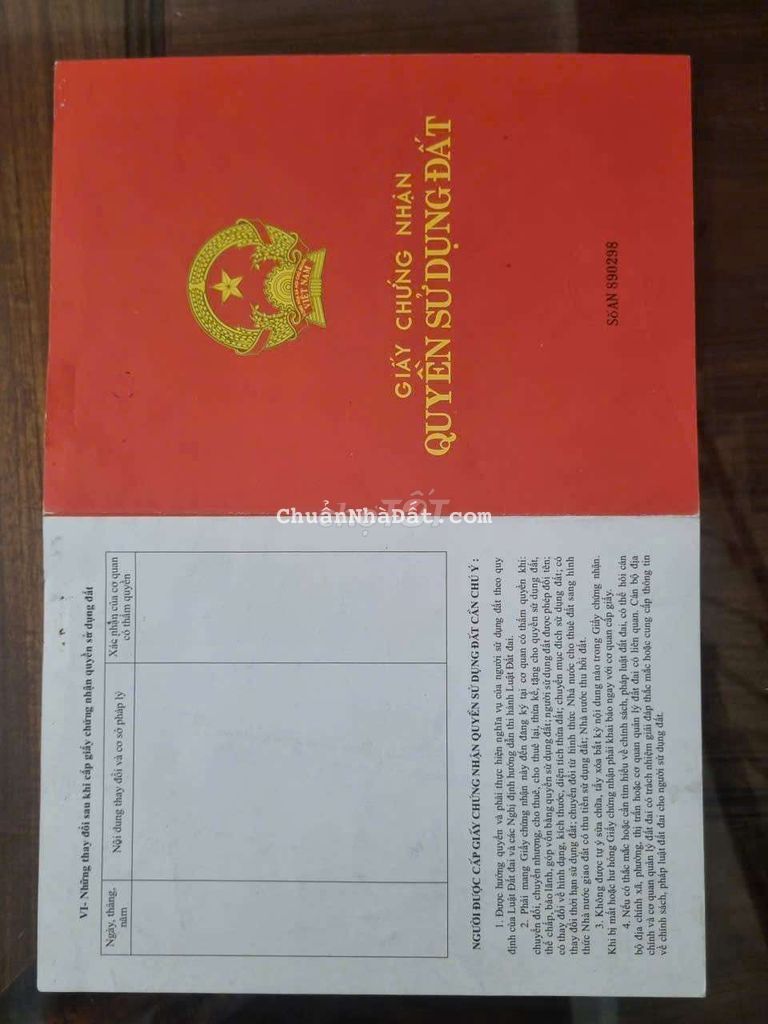 VI- Những thay đổi sau khi cấp giấy chứng nhận quyền sử dụng đất
Ngày, tháng, năm
Nội dung thay đổi và cơ sở pháp lý
Xác nhận của cơ quan có thẩm quyền
NGƯỜI ĐƯỢC CẤP GIẤY CHỨNG NHẬN QUYỀN SỬ DỤNG ĐẤT CẦN CHÚ Ý :
1. Được hưởng quyền và phải thực hiện nghĩa vụ của người sử dụng đất theo quy
định của Luật Đất đai và các Nghị định hướng dẫn thi hành Luật Đất đai.
2. Phải mang Giấy chứng nhận này đến đăng ký tại cơ quan có thẩm quyền khi:
chuyển đổi, chuyển nhượng, cho thuê, cho thuê lại, thừa kế, tặng cho quyền sử dụng đất,
thế chấp, bảo lãnh, góp vốn bằng quyền sử dụng đất; người sử dụng đất được phép đổi tên;
có thay đổi về hình dạng, kích thước, diện tích thửa đất; chuyển mục đích sử dụng đất; có
thay đổi thời hạn sử dụng đất; chuyển đổi từ hình thức Nhà nước cho thuê đất sang hình
thức Nhà nước giao đất có thu tiền sử dụng đất; Nhà nước thu hồi đất.
3. Không được tự ý sửa chữa, tẩy xóa bất kỳ nội dung nào trong Giấy chứng nhận.
Khi bị mất hoặc hư hỏng Giấy chứng nhận phải khai báo ngay với cơ quan cấp giấy.
4. Nếu có thắc mắc hoặc cần tìm hiểu về chính sách, pháp luật đất đai, có thể hỏi cán
bộ địa chính xã, phường, thị trấn hoặc cơ quan quản lý đất đai có liên quan. Cán bộ địa
chính và cơ quan quản lý đất đai có trách nhiệm giải đáp thắc mắc hoặc cung cấp thông tin
về chính sách, pháp luật đất đai cho người sử dụng đất.
VIỆT NAM
GIẤY CHỨNG NHẬN
QUYỀN SỬ DỤNG ĐẤT
Số AN 890298
ChuẩnNhàĐất.com